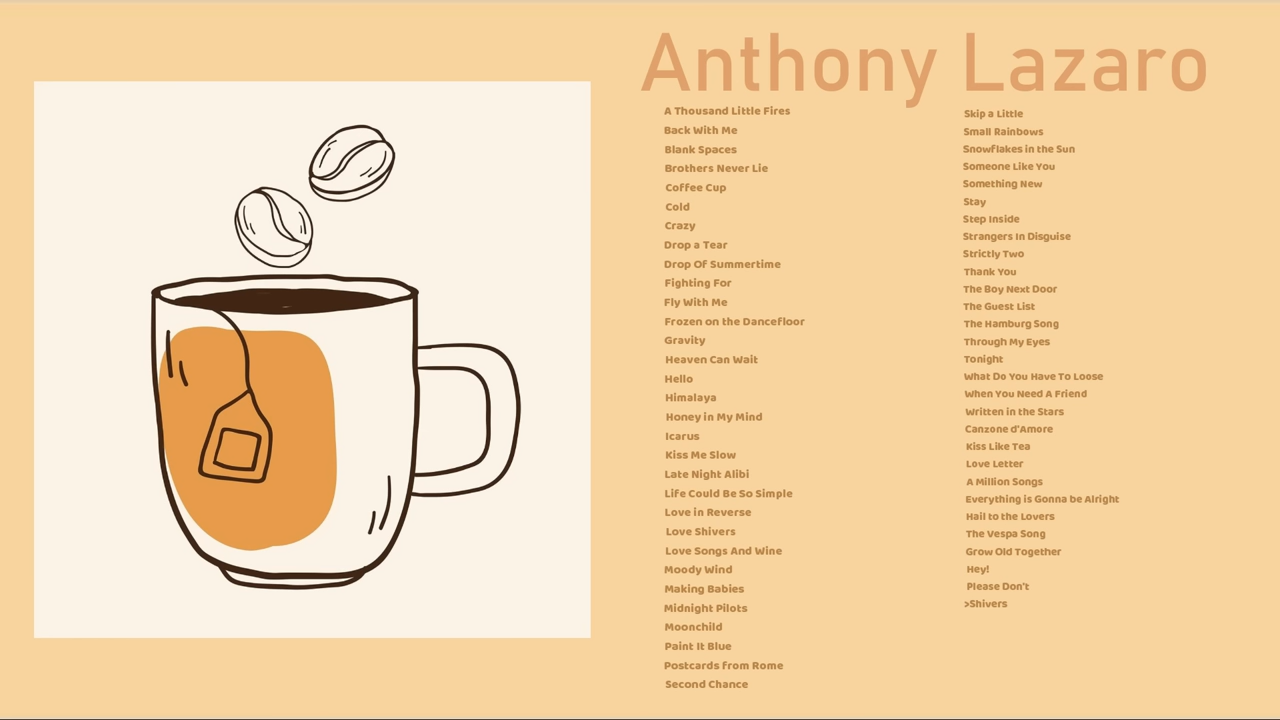 Anthony Lazaro
A Thousand Little Fires
Back With Me
Blank Spaces
Brothers Never Lie
Coffee Cup
Cold
Crazy
Drop a Tear
Drop Of Summertime
Fighting For
Fly With Me
Frozen on the Dancefloor
Gravity
Heaven Can Wait
Hello
Himalaya
Honey in My Mind
Icarus
Kiss Me Slow
Late Night Alibi
Life Could Be So Simple
Love in Reverse
Love Shivers
Love Songs And Wine
Moody Wind
Making Babies
Midnight Pilots
Moonchild
Paint It Blue
Postcards from Rome
Second Chance
Skip a Little
Small Rainbows
Snowflakes in the Sun
Someone Like You
Something New
Stay
Step Inside
Strangers In Disguise
Strictly Two
Thank You
The Boy Next Door
The Guest List
The Hamburg Song
Through My Eyes
Tonight
What Do You Have To Loose
When You Need A Friend
Written in the Stars
Canzone d'Amore
Kiss Like Tea
Love Letter
A Million Songs
Everything is Gonna be Alright
Hail to the Lovers
The Vespa Song
Grow Old Together
Hey!
Please Don't
>Shivers